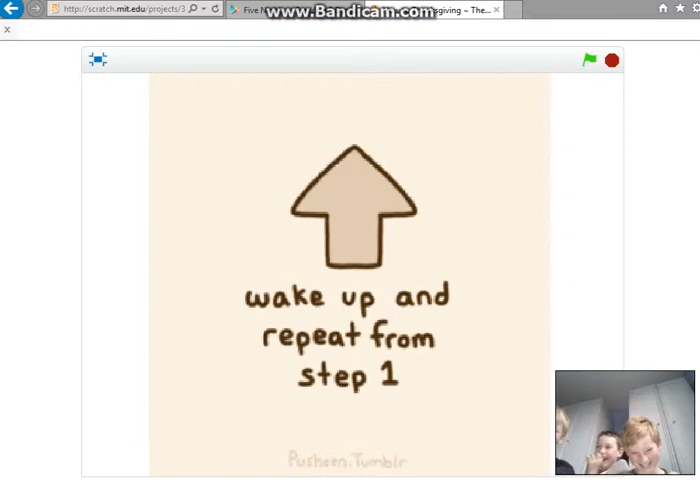 www.Bandicam.com
http://scratch.mit.edu/projects/3
Five N
sgiving ~ The...
wake up and
repeat from
step 1
Pusheen.Tumblr